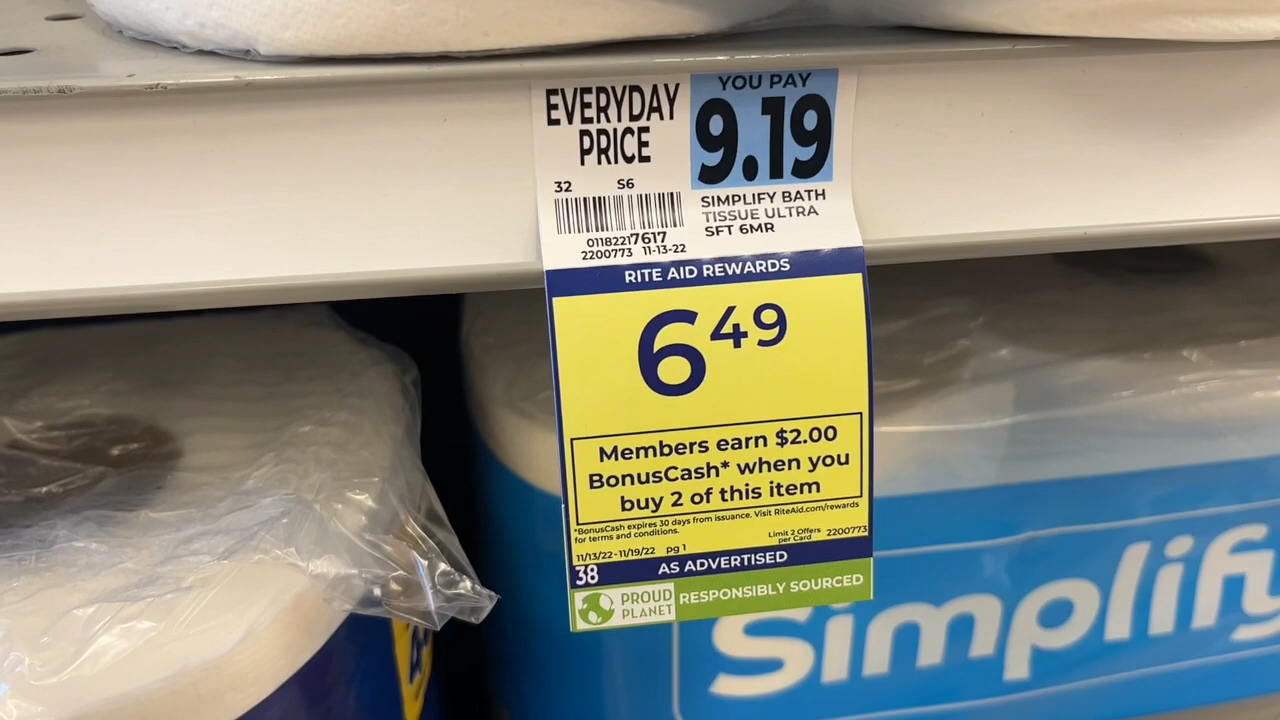 EVERYDAY
PRICE
YOU PAY
9.19
32 S6
SIMPLIFY BATH
TISSUE ULTRA
SFT 6MR
01182217617
2200773 11-13-22
RITE AID REWARDS
6 49
Members earn $2.00
BonusCash* when you
buy 2 of this item
*BonusCash expires 30 days from issuance. Visit RiteAid.com/rewards
for terms and conditions.
Limit 2 Offers
per Card 2200773
11/13/22-11/19/22 pg 1
38 AS ADVERTISED
PROUD
PLANET
RESPONSIBLY SOURCED
Simplify